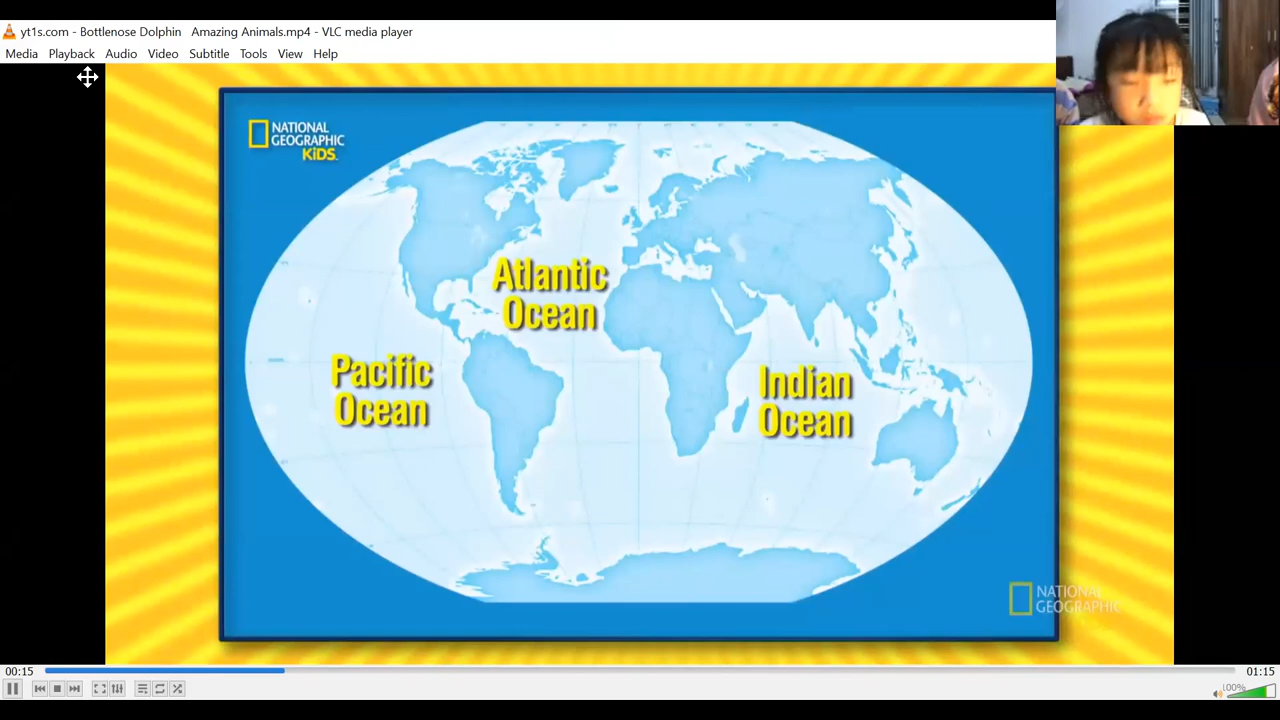 yt1s.com - Bottlenose Dolphin   Amazing Animals.mp4 - VLC media player
Media Playback Audio Video Subtitle Tools View Help
NATIONAL
GEOGRAPHIC
KiDS
Atlantic
Ocean
Pacific
Ocean
Indian
Ocean
NATIONAL
GEOGRAPHIC
00:15
01:15
100%